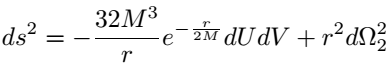 $ds^2 = -\frac{32M^3}{r} e^{-\frac{r}{2M}} dU dV + r^2 d\Omega_2^2$